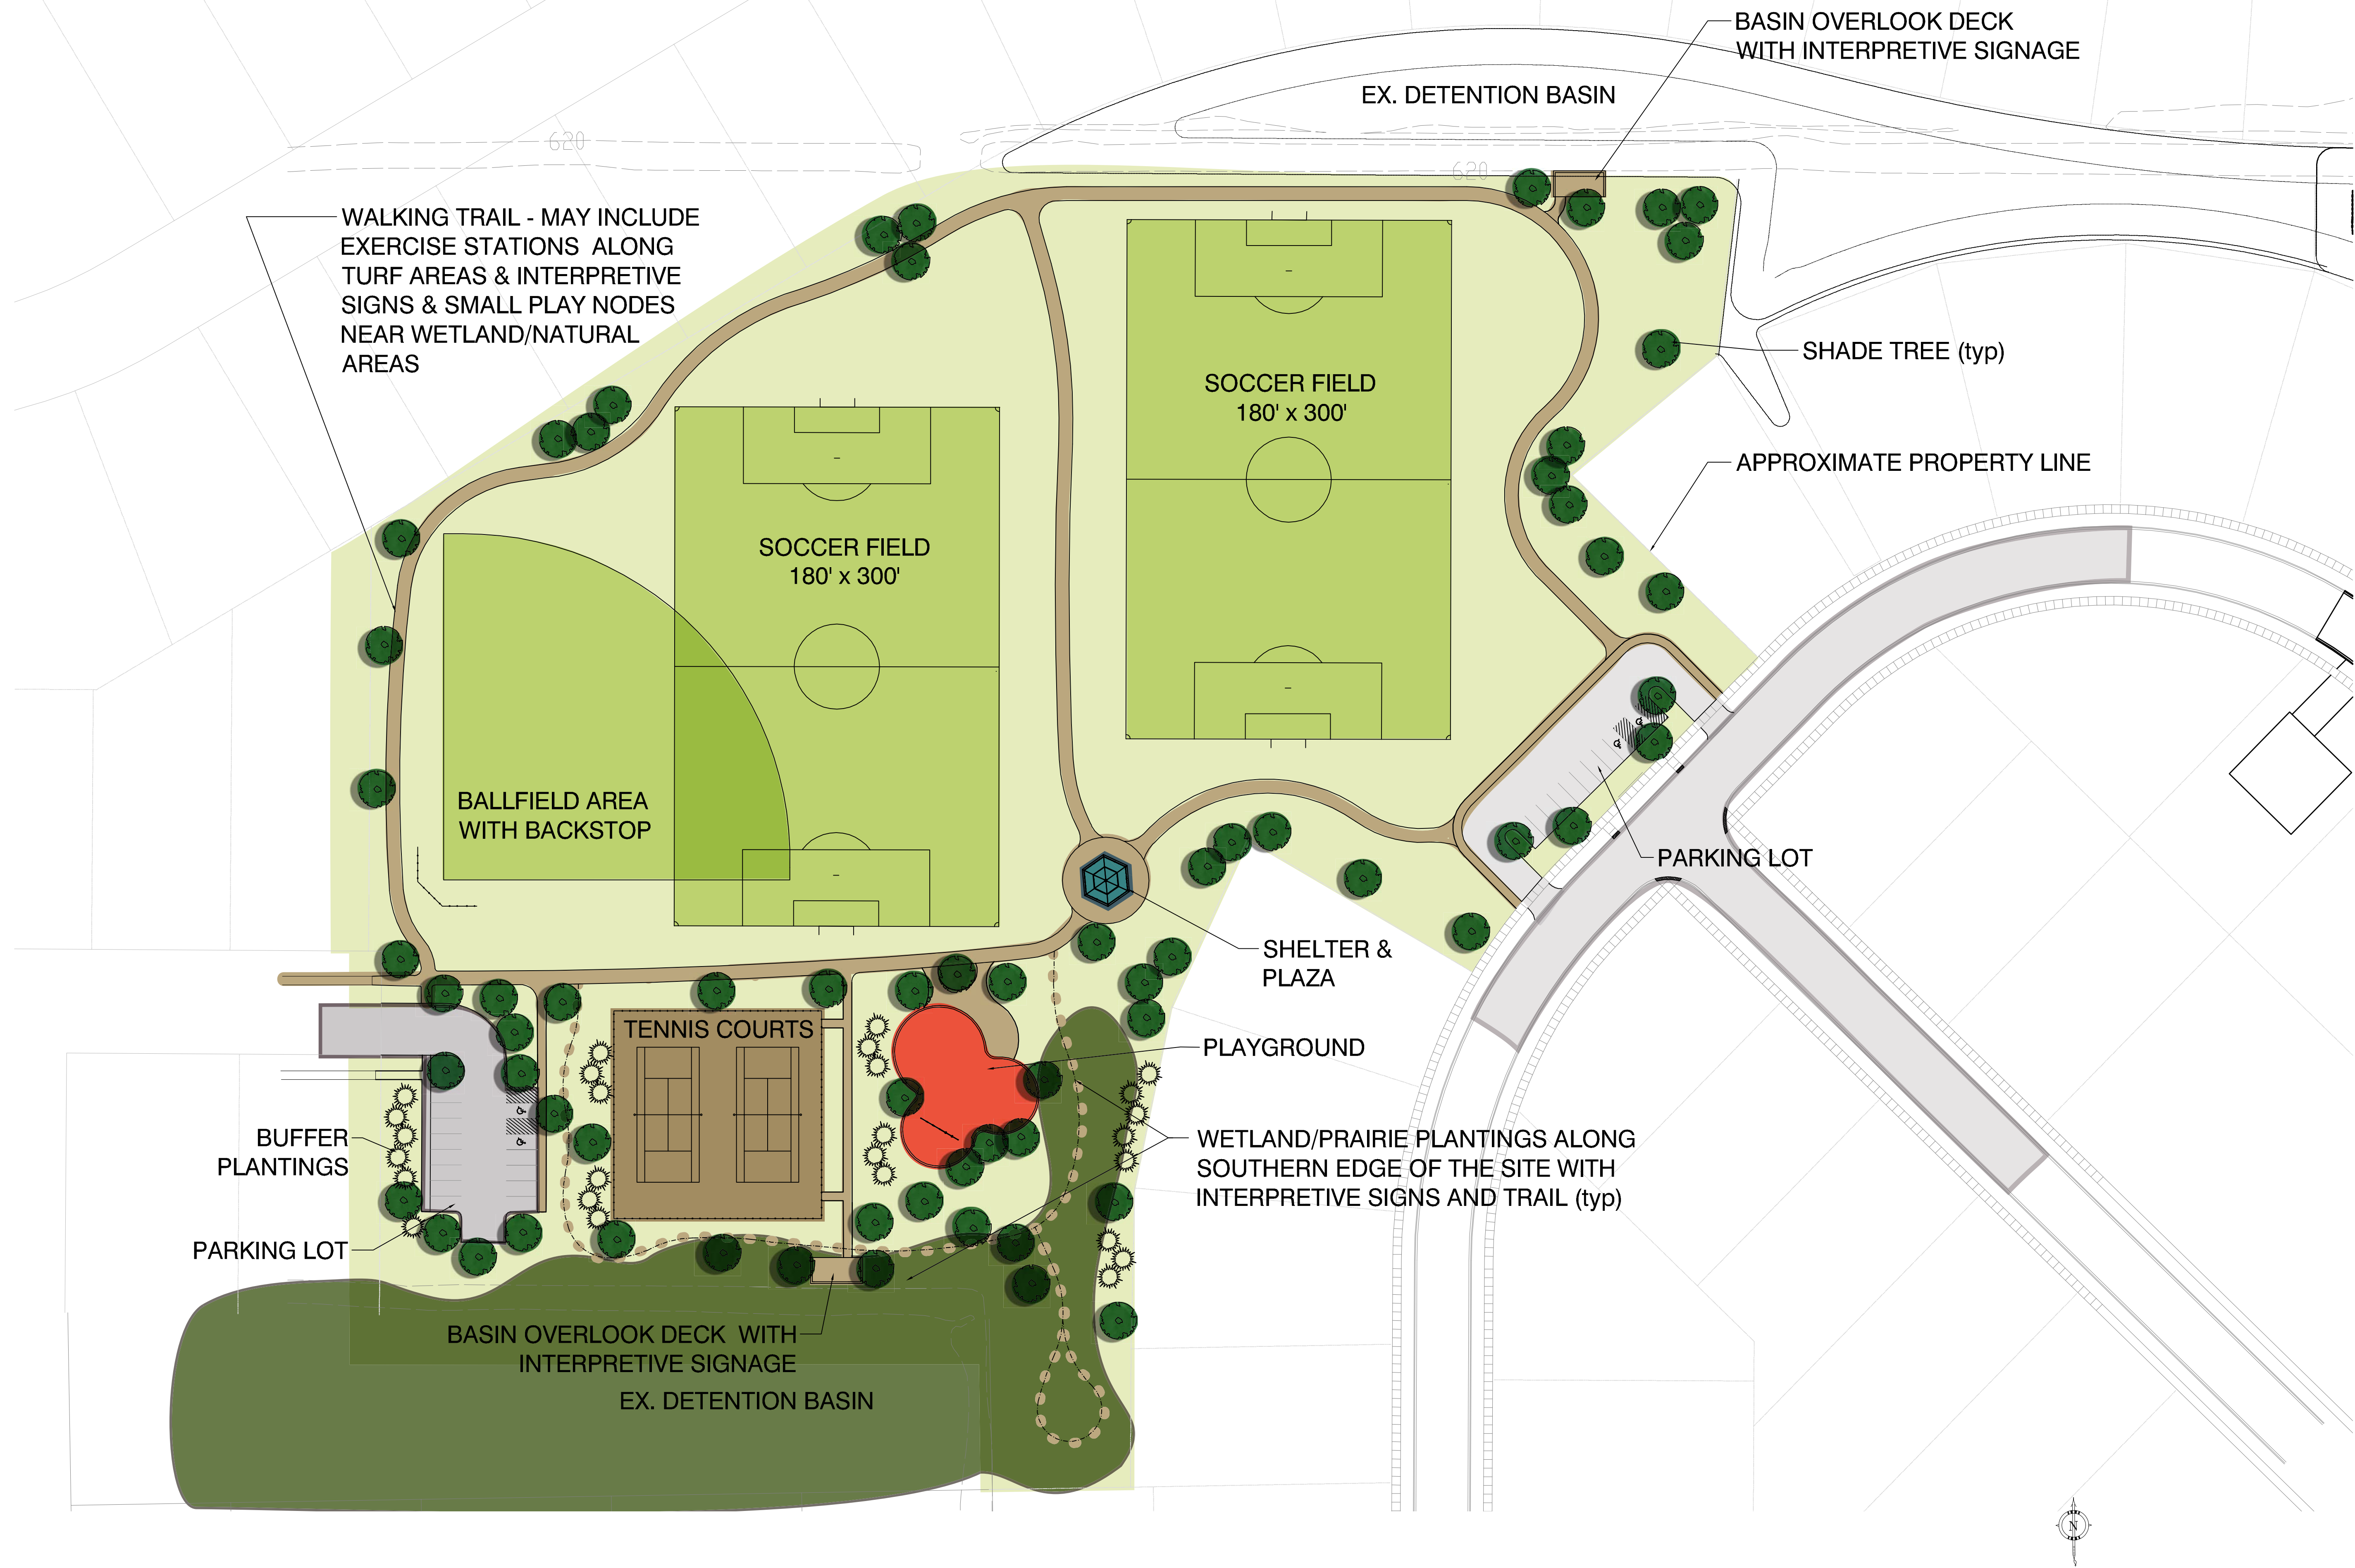 BASIN OVERLOOK DECK
WITH INTERPRETIVE SIGNAGE
EX. DETENTION BASIN
620
620
WALKING TRAIL - MAY INCLUDE
EXERCISE STATIONS ALONG
TURF AREAS & INTERPRETIVE
SIGNS & SMALL PLAY NODES
NEAR WETLAND/NATURAL
AREAS
SHADE TREE (typ)
SOCCER FIELD
180' x 300'
APPROXIMATE PROPERTY LINE
SOCCER FIELD
180' x 300'
BALLFIELD AREA
WITH BACKSTOP
PARKING LOT
SHELTER &
PLAZA
TENNIS COURTS
PLAYGROUND
BUFFER
PLANTINGS
WETLAND/PRAIRIE PLANTINGS ALONG
SOUTHERN EDGE OF THE SITE WITH
INTERPRETIVE SIGNS AND TRAIL (typ)
PARKING LOT
BASIN OVERLOOK DECK WITH
INTERPRETIVE SIGNAGE
EX. DETENTION BASIN
N